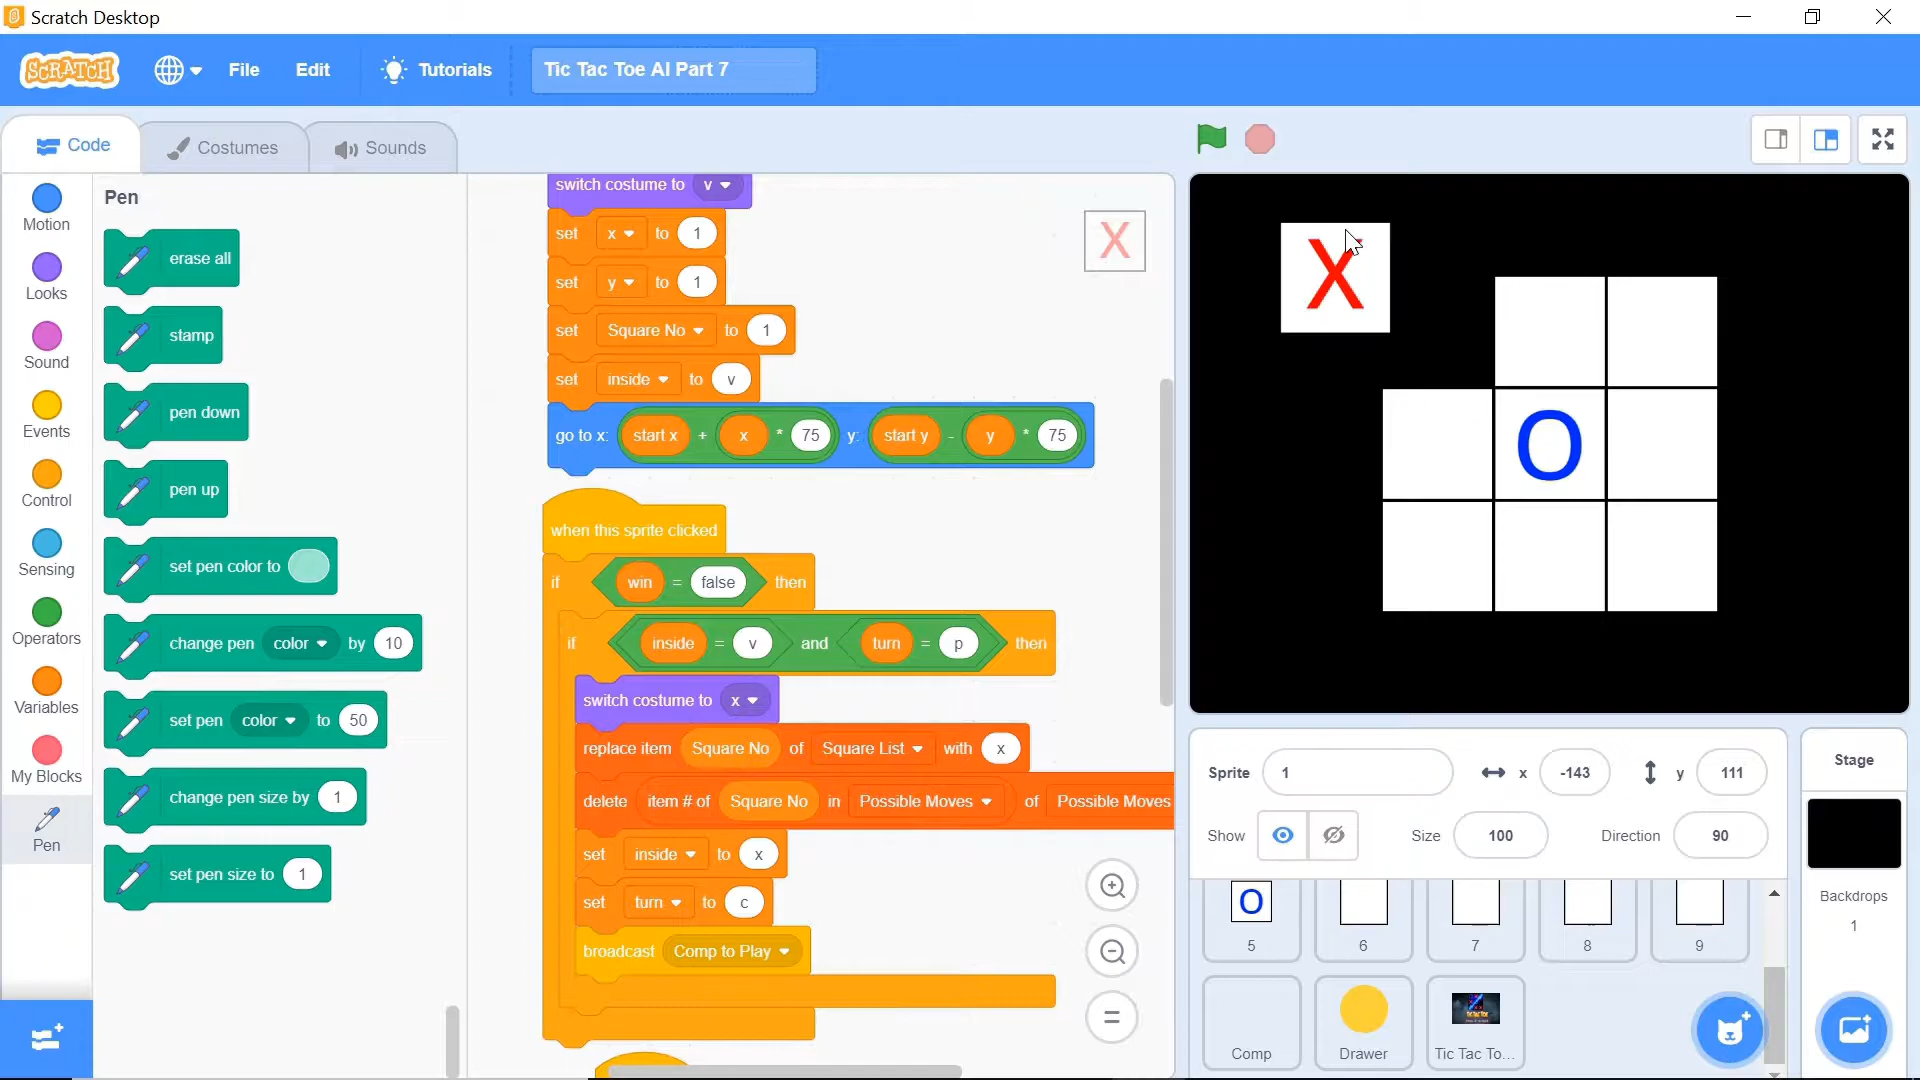 Scratch Desktop
SCRATCH File Edit Tutorials Tic Tac Toe AI Part 7
Code Costumes Sounds
Motion
Looks
Sound
Events
Control
Sensing
Operators
Variables
My Blocks
Pen
Pen
erase all
stamp
pen down
pen up
set pen color to
change pen color by 10
set pen color to 50
change pen size by 1
set pen size to 1
switch costume to v
set x to 1
set y to 1
set Square No to 1
set inside to v
go to x: start x + x * 75 y: start y - y * 75
when this sprite clicked
if win = false then
if inside = v and turn = p then
switch costume to x
replace item Square No of Square List with x
delete item # of Square No in Possible Moves of Possible Moves
set inside to x
set turn to c
broadcast Comp to Play
X
X
O
Sprite 1 x -143 y 111
Show Size 100 Direction 90
O
5 6 7 8 9
Comp Drawer Tic Tac To...
Stage
Backdrops
1